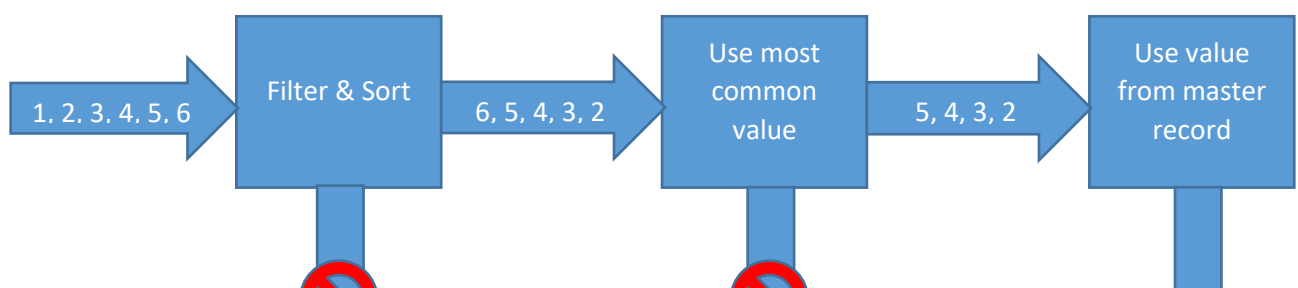 1, 2, 3, 4, 5, 6
Filter & Sort
6, 5, 4, 3, 2
Use most
common
value
5, 4, 3, 2
Use value
from master
record